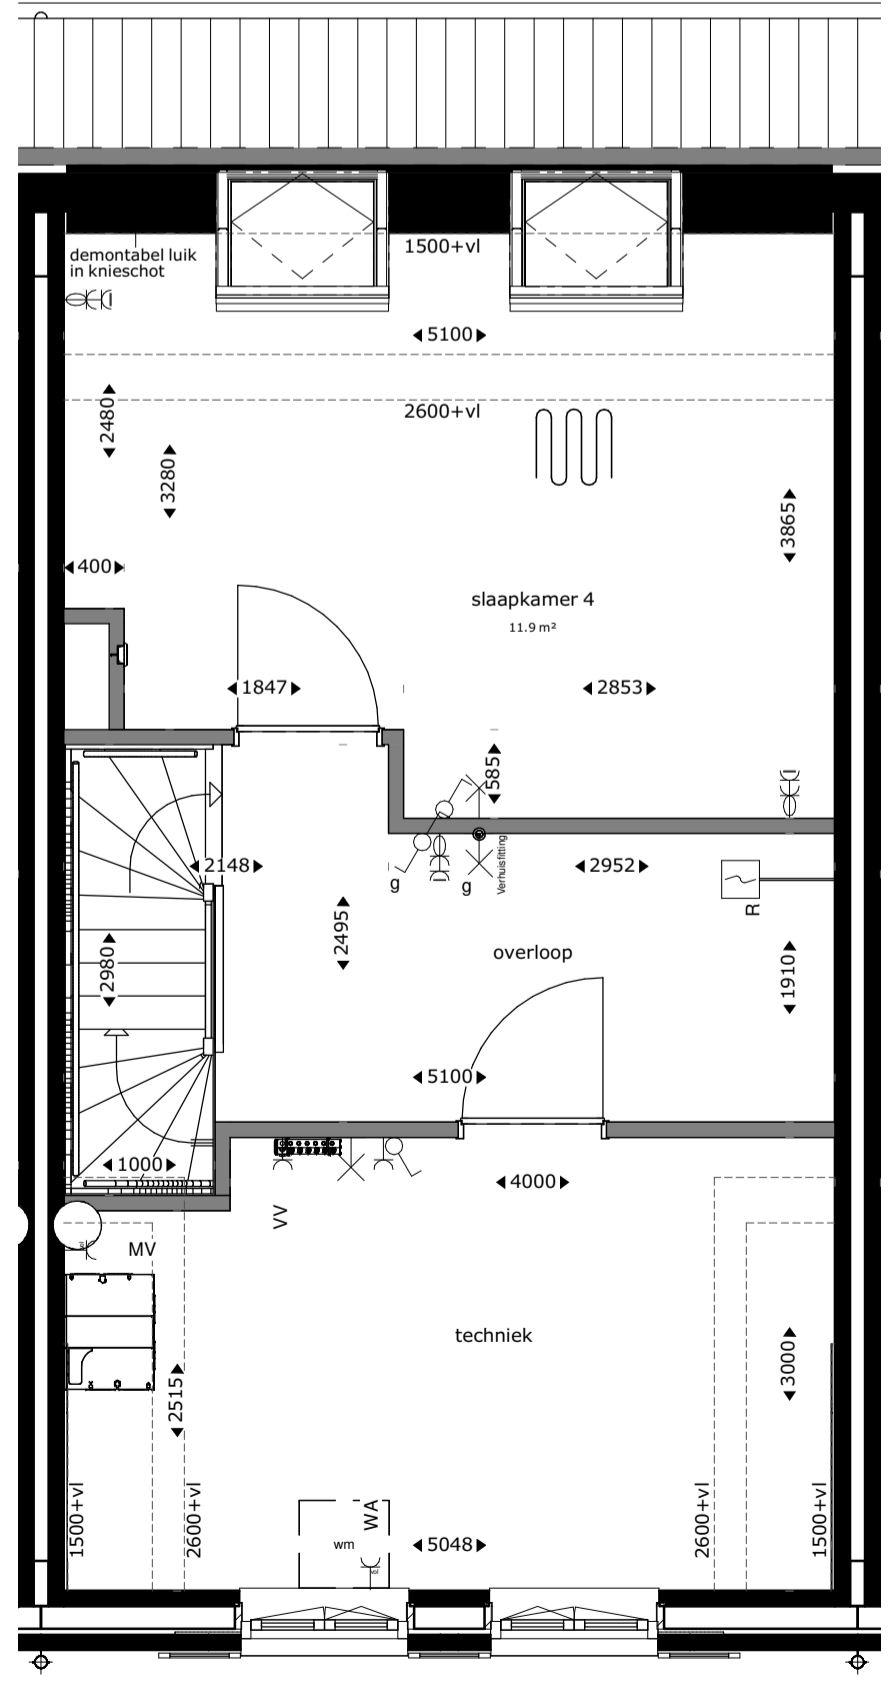 demontabel luik
in knieschot
1500+vl
5100
2600+vl
2480
3280
3865
400
slaapkamer 4
11.9 m²
1847
2853
585
2148
g
g
Verhuisfitting
2952
R
2495
overloop
2980
1910
5100
1000
4000
VV
MV
techniek
3000
2515
1500+vl
2600+vl
WA
wm
5048
2600+vl
1500+vl